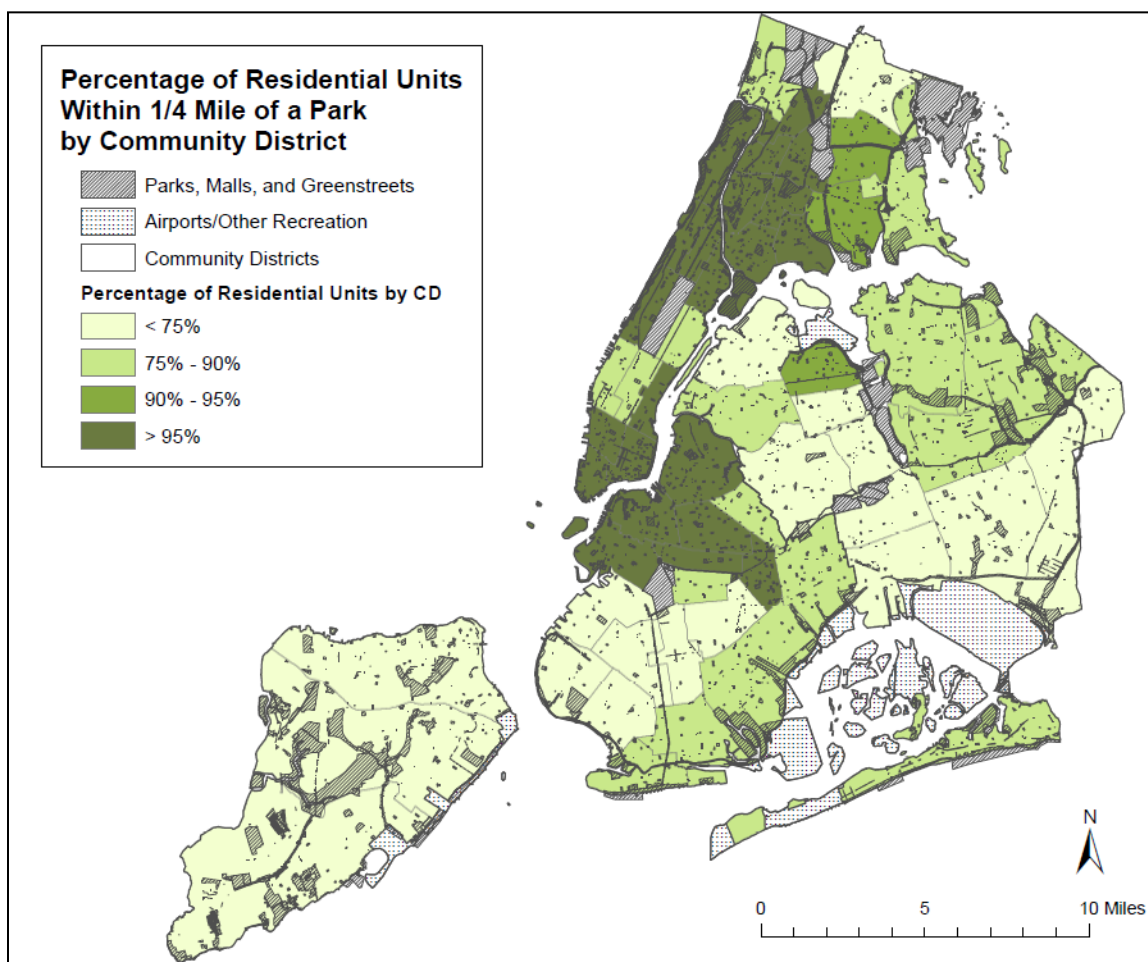 Percentage of Residential Units
Within 1/4 Mile of a Park
by Community District
Parks, Malls, and Greenstreets
Airports/Other Recreation
Community Districts
Percentage of Residential Units by CD
< 75%
75% - 90%
90% - 95%
> 95%
N
0 5 10 Miles